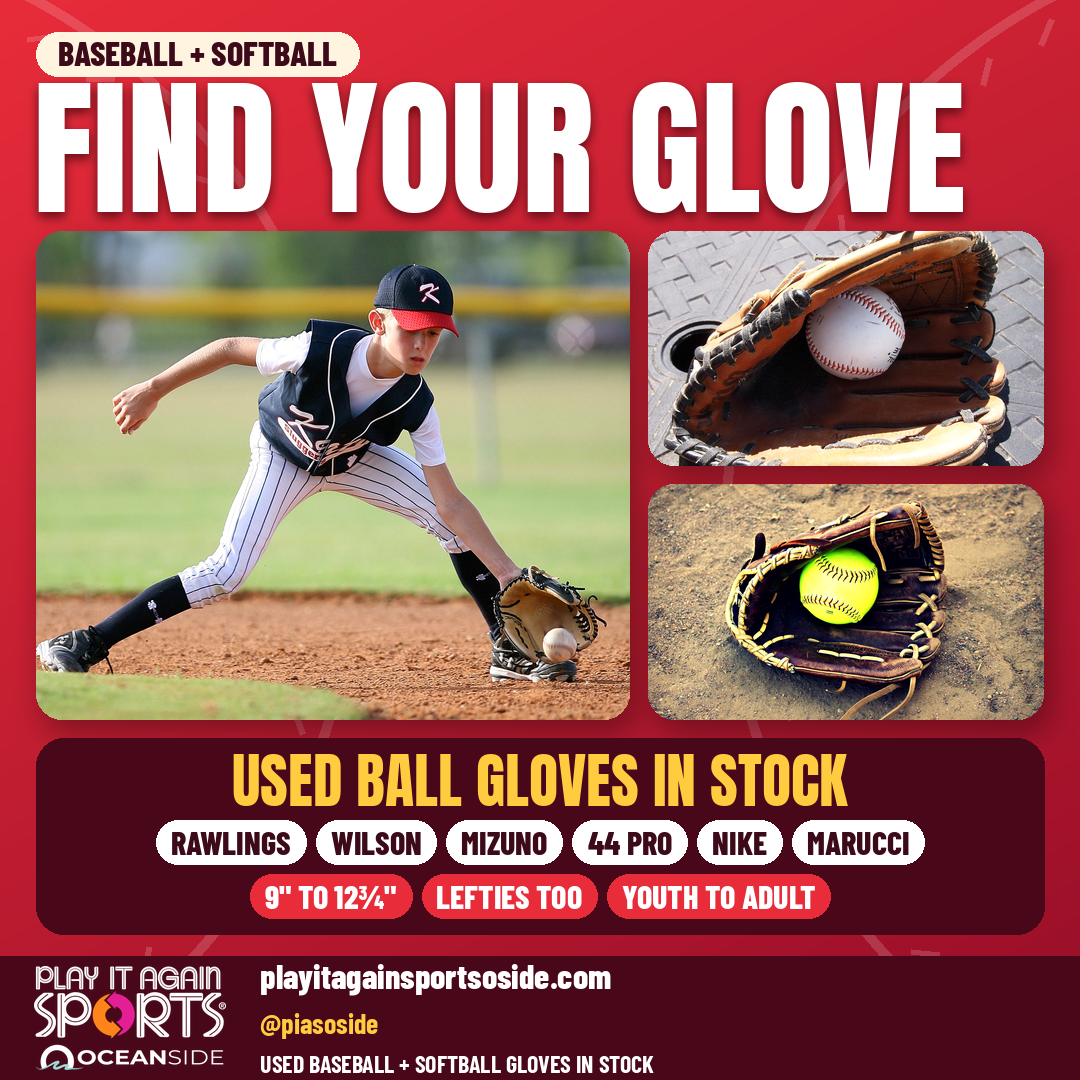 BASEBALL + SOFTBALL
FIND YOUR GLOVE
K
USED BALL GLOVES IN STOCK
RAWLINGS WILSON MIZUNO 44 PRO NIKE MARUCCI
9" TO 12¾" LEFTIES TOO YOUTH TO ADULT
PLAY IT AGAIN
SPORTS®
OCEANSIDE
playitagainsportsoside.com
@piasoside
USED BASEBALL + SOFTBALL GLOVES IN STOCK